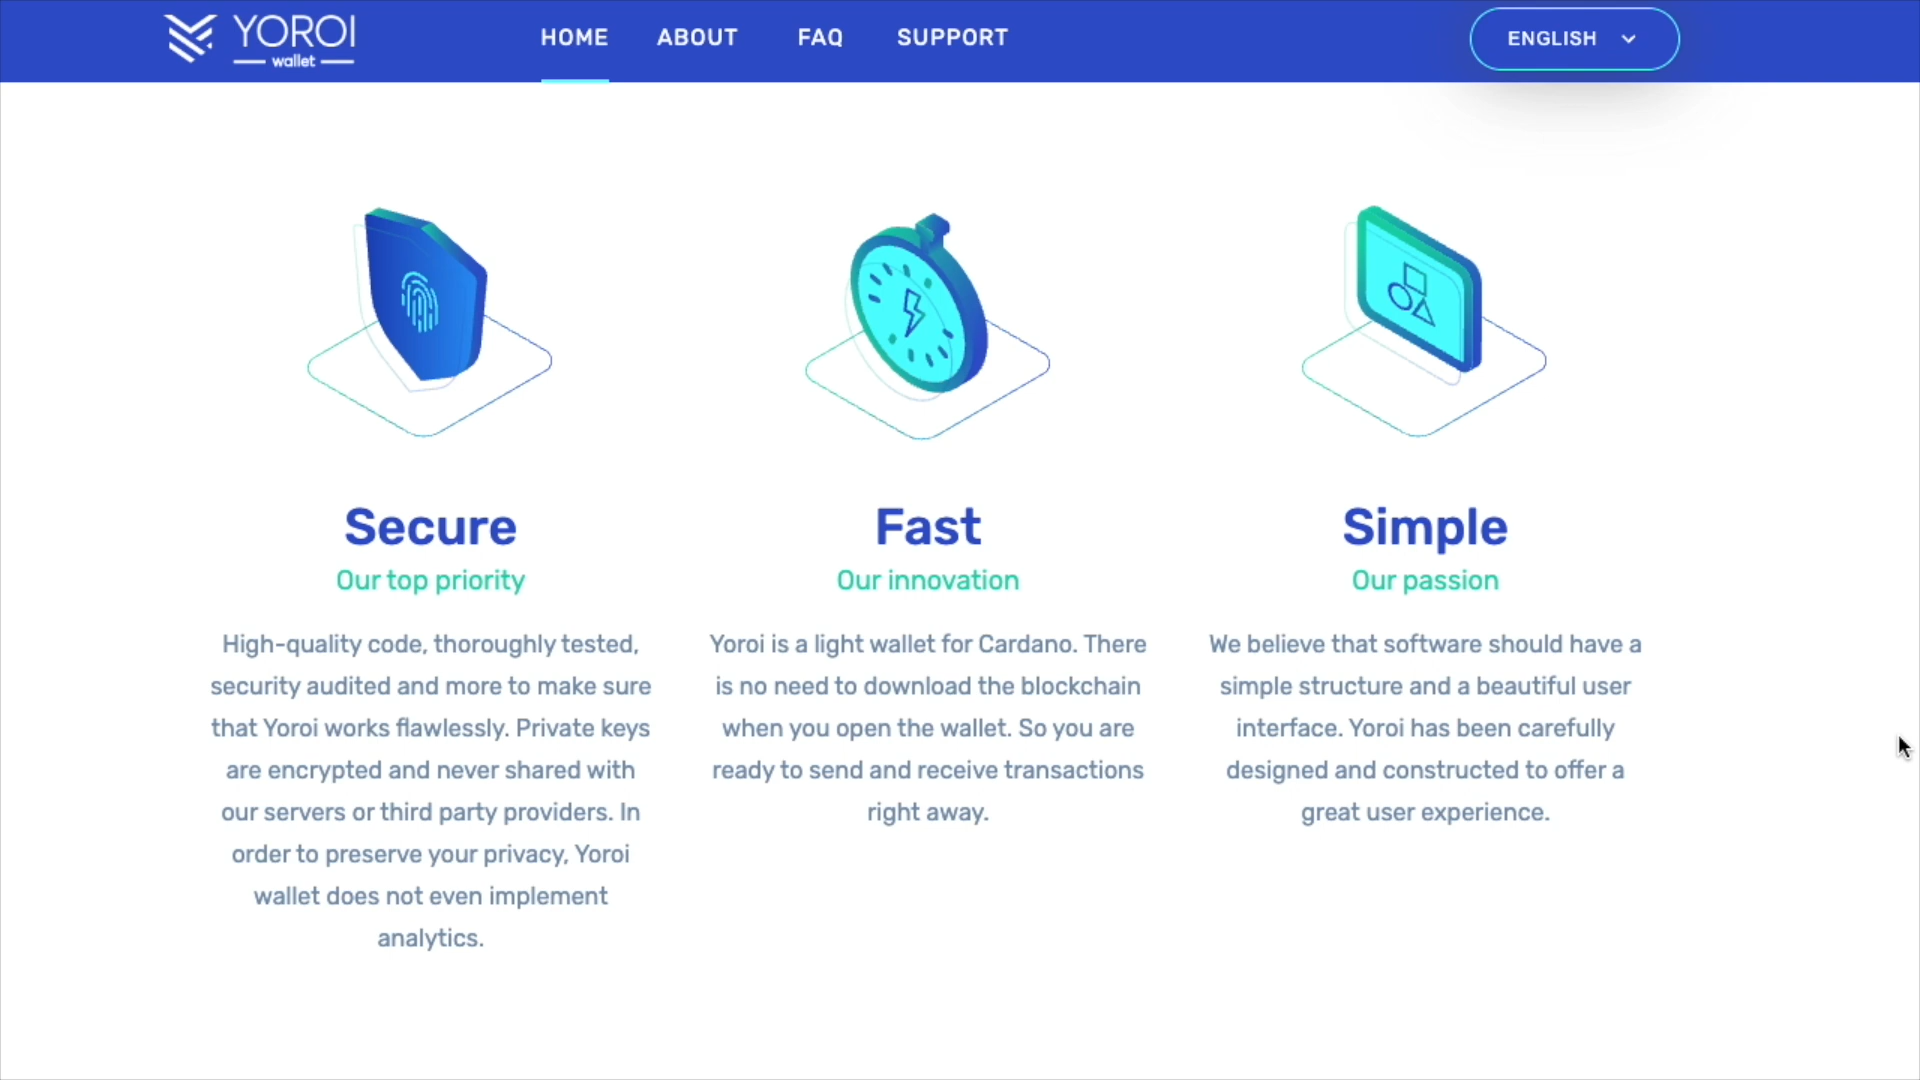 YOROI
wallet
HOME ABOUT FAQ SUPPORT
ENGLISH
Secure
Our top priority
High-quality code, thoroughly tested,
security audited and more to make sure
that Yoroi works flawlessly. Private keys
are encrypted and never shared with
our servers or third party providers. In
order to preserve your privacy, Yoroi
wallet does not even implement
analytics.
Fast
Our innovation
Yoroi is a light wallet for Cardano. There
is no need to download the blockchain
when you open the wallet. So you are
ready to send and receive transactions
right away.
Simple
Our passion
We believe that software should have a
simple structure and a beautiful user
interface. Yoroi has been carefully
designed and constructed to offer a
great user experience.